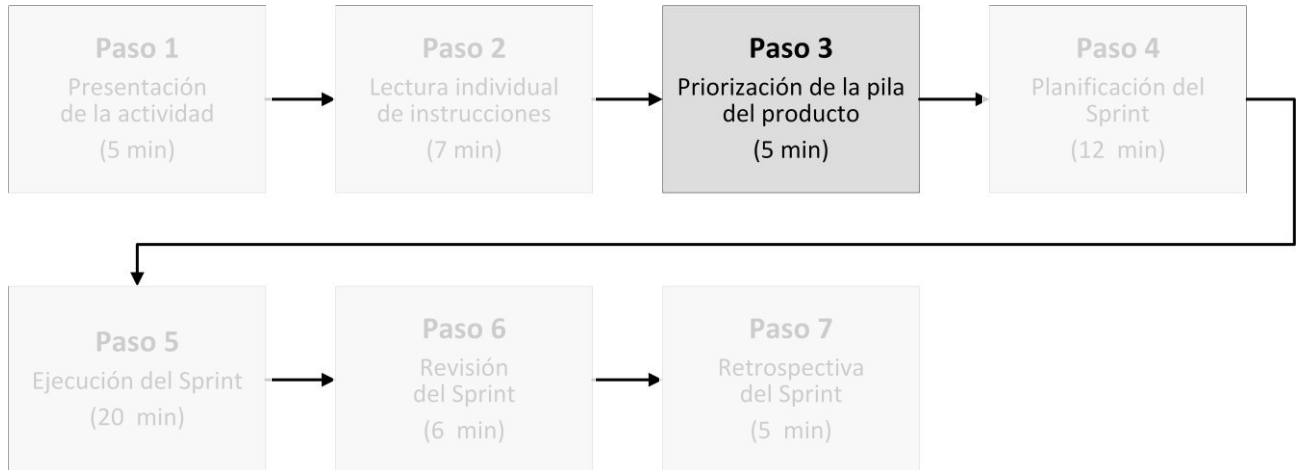 Paso 1
Presentación
de la actividad
(5 min)
Paso 2
Lectura individual
de instrucciones
(7 min)
Paso 3
Priorización de la pila
del producto
(5 min)
Paso 4
Planificación del
Sprint
(12 min)
Paso 5
Ejecución del Sprint
(20 min)
Paso 6
Revisión
del Sprint
(6 min)
Paso 7
Retrospectiva
del Sprint
(5 min)